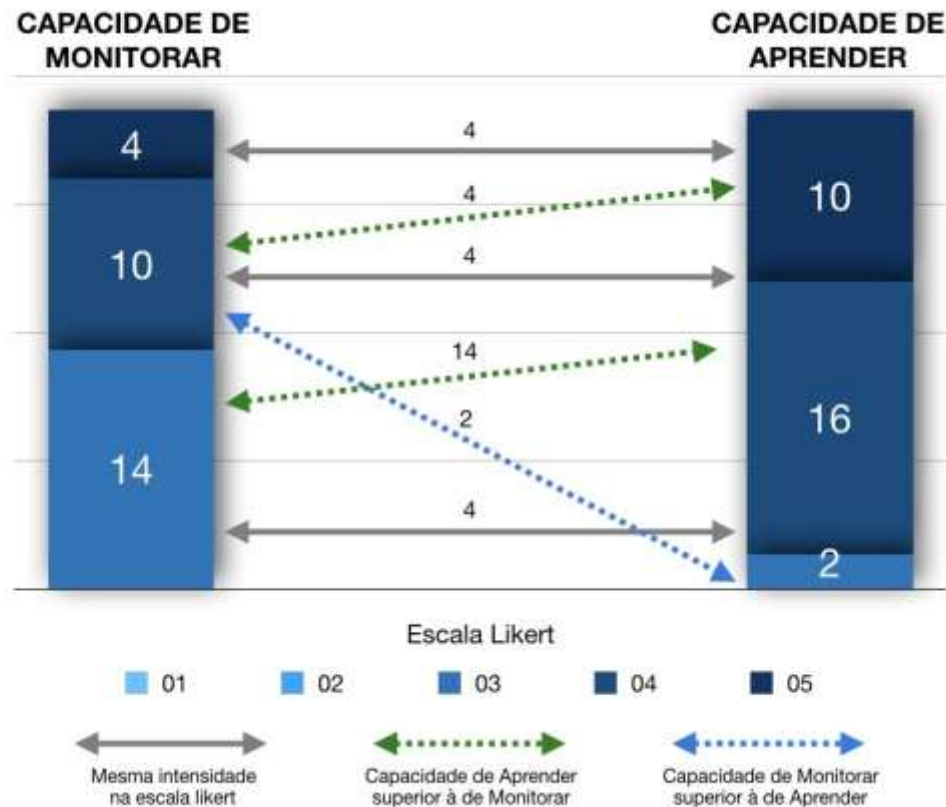 CAPACIDADE DE
MONITORAR
CAPACIDADE DE
APRENDER
4
10
14
4
4
4
14
2
4
10
16
2
Escala Likert
01
02
03
04
05
Mesma intensidade
na escala likert
Capacidade de Aprender
superior à de Monitorar
Capacidade de Monitorar
superior à de Aprender